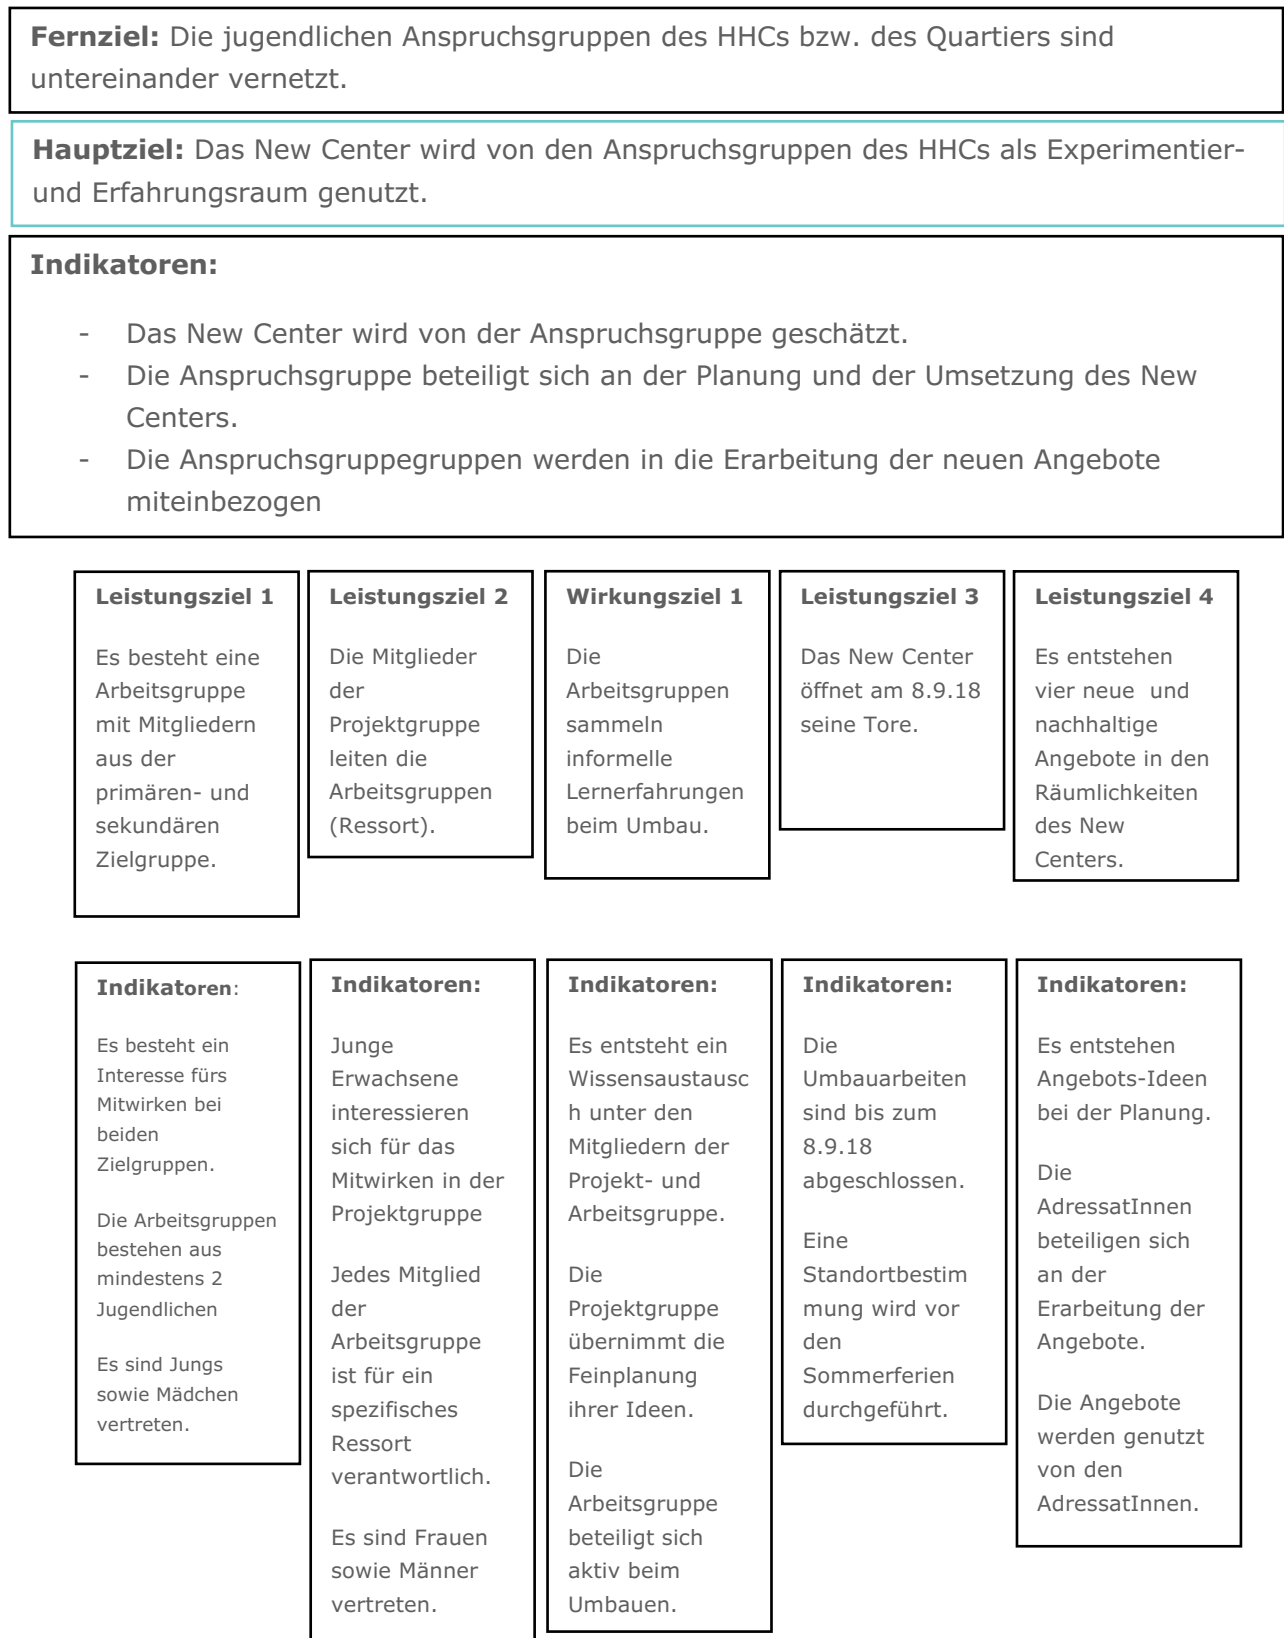 Fernziel: Die jugendlichen Anspruchsgruppen des HHCs bzw. des Quartiers sind
untereinander vernetzt.
Hauptziel: Das New Center wird von den Anspruchsgruppen des HHCs als Experimentier-
und Erfahrungsraum genutzt.
Indikatoren:
- Das New Center wird von der Anspruchsgruppe geschätzt.
- Die Anspruchsgruppe beteiligt sich an der Planung und der Umsetzung des New
Centers.
- Die Anspruchsgruppegruppen werden in die Erarbeitung der neuen Angebote
miteinbezogen
Leistungsziel 1
Es besteht eine
Arbeitsgruppe
mit Mitgliedern
aus der
primären- und
sekundären
Zielgruppe.
Leistungsziel 2
Die Mitglieder
der
Projektgruppe
leiten die
Arbeitsgruppen
(Ressort).
Wirkungsziel 1
Die
Arbeitsgruppen
sammeln
informelle
Lernerfahrungen
beim Umbau.
Leistungsziel 3
Das New Center
öffnet am 8.9.18
seine Tore.
Leistungsziel 4
Es entstehen
vier neue und
nachhaltige
Angebote in den
Räumlichkeiten
des New
Centers.
Indikatoren:
Es besteht ein
Interesse fürs
Mitwirken bei
beiden
Zielgruppen.
Die Arbeitsgruppen
bestehen aus
mindestens 2
Jugendlichen
Es sind Jungs
sowie Mädchen
vertreten.
Indikatoren:
Junge
Erwachsene
interessieren
sich für das
Mitwirken in der
Projektgruppe
Jedes Mitglied
der
Arbeitsgruppe
ist für ein
spezifisches
Ressort
verantwortlich.
Es sind Frauen
sowie Männer
vertreten.
Indikatoren:
Es entsteht ein
Wissensaustausc
h unter den
Mitgliedern der
Projekt- und
Arbeitsgruppe.
Die
Projektgruppe
übernimmt die
Feinplanung
ihrer Ideen.
Die
Arbeitsgruppe
beteiligt sich
aktiv beim
Umbauen.
Indikatoren:
Die
Umbauarbeiten
sind bis zum
8.9.18
abgeschlossen.
Eine
Standortbestim
mung wird vor
den
Sommerferien
durchgeführt.
Indikatoren:
Es entstehen
Angebots-Ideen
bei der Planung.
Die
AdressatInnen
beteiligen sich
an der
Erarbeitung der
Angebote.
Die Angebote
werden genutzt
von den
AdressatInnen.